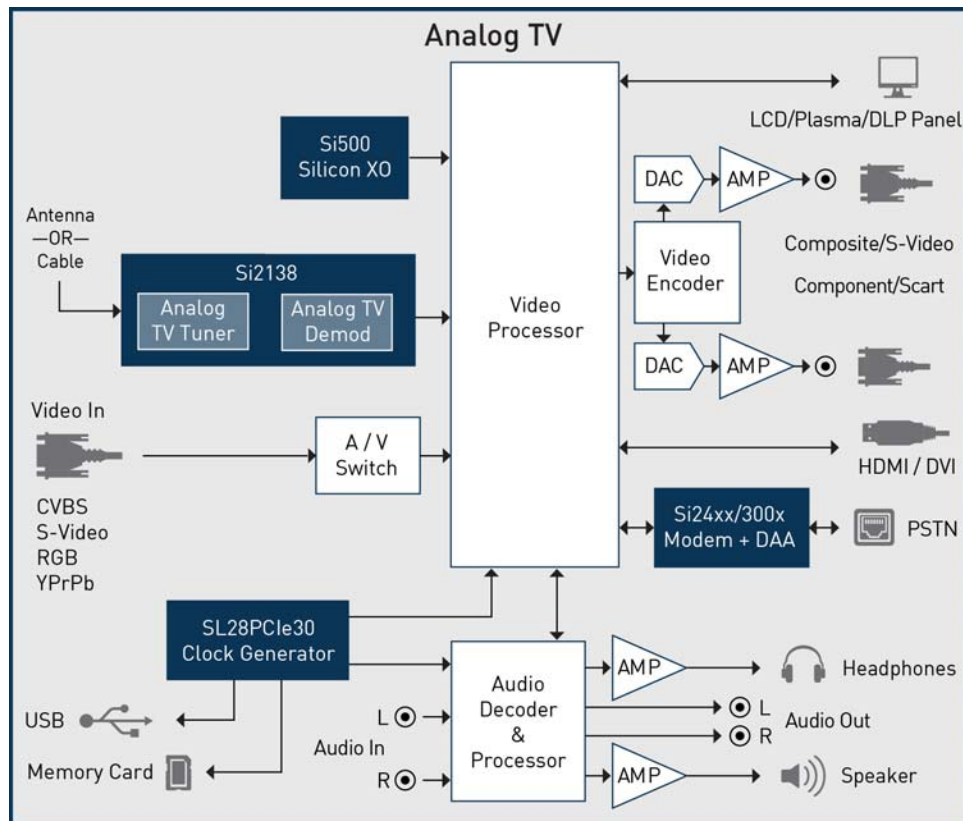 Analog TV
Si500
Silicon XO
Antenna
—OR—
Cable
Si2138
Analog
TV Tuner
Analog TV
Demod
Video In
CVBS
S-Video
RGB
YPrPb
A / V
Switch
Video
Processor
LCD/Plasma/DLP Panel
DAC
AMP
Video
Encoder
Composite/S-Video
Component/Scart
DAC
AMP
HDMI / DVI
Si24xx/300x
Modem + DAA
PSTN
SL28PCIe30
Clock Generator
USB
Memory Card
L
Audio In
R
Audio
Decoder
&
Processor
AMP
Headphones
L
R
Audio Out
AMP
Speaker